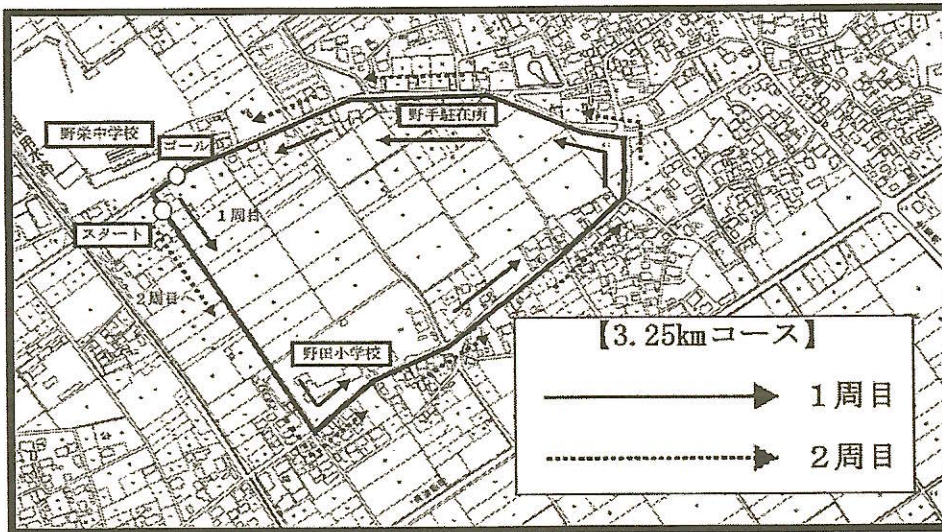 野手駐在所
野栄中学校
ゴール
1周目
スタート
2周目へ
野田小学校
【3.25kmコース】
1周目
2周目